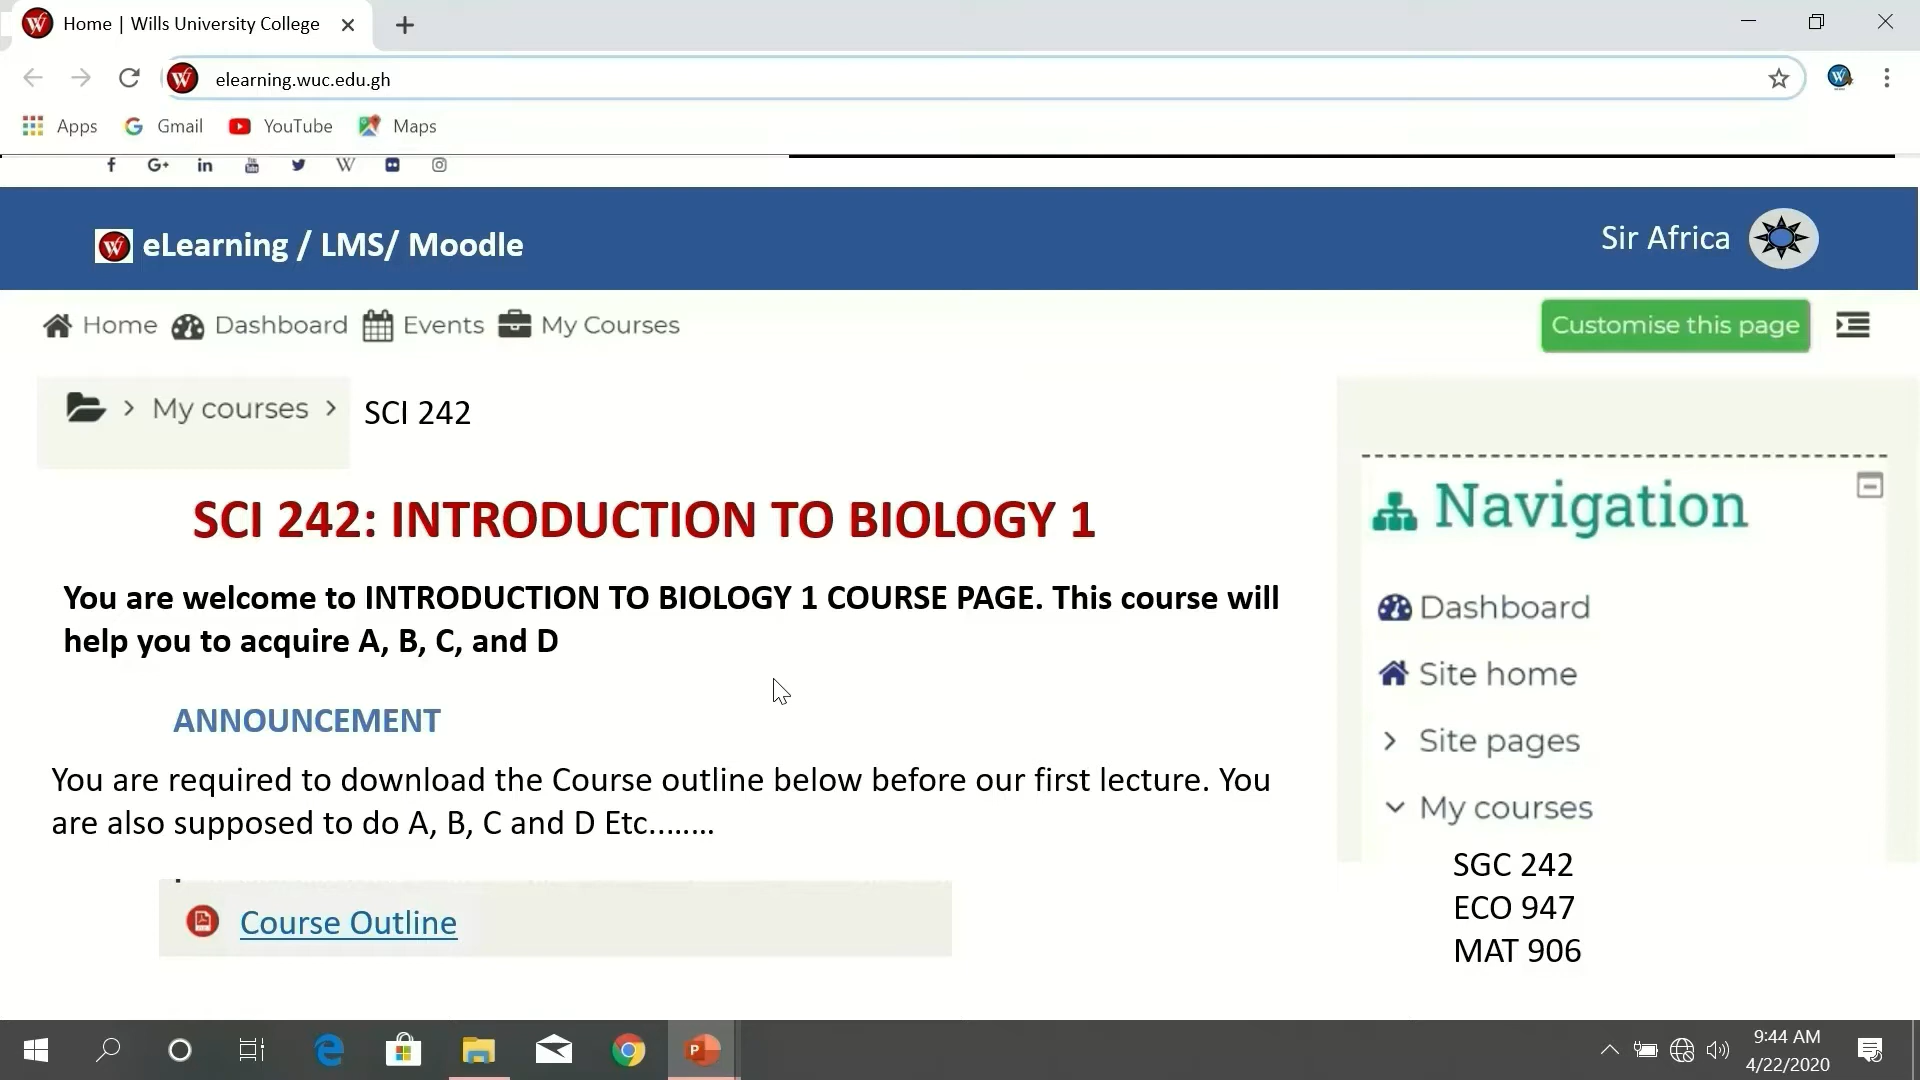 Home | Wills University College
elearning.wuc.edu.gh
Apps Gmail YouTube Maps
eLearning / LMS/ Moodle
Sir Africa
Home Dashboard Events My Courses
Customise this page
> My courses > SCI 242
SCI 242: INTRODUCTION TO BIOLOGY 1
You are welcome to INTRODUCTION TO BIOLOGY 1 COURSE PAGE. This course will
help you to acquire A, B, C, and D
ANNOUNCEMENT
You are required to download the Course outline below before our first lecture. You
are also supposed to do A, B, C and D Etc........
Course Outline
Navigation
Dashboard
Site home
Site pages
My courses
SGC 242
ECO 947
MAT 906
9:44 AM
4/22/2020